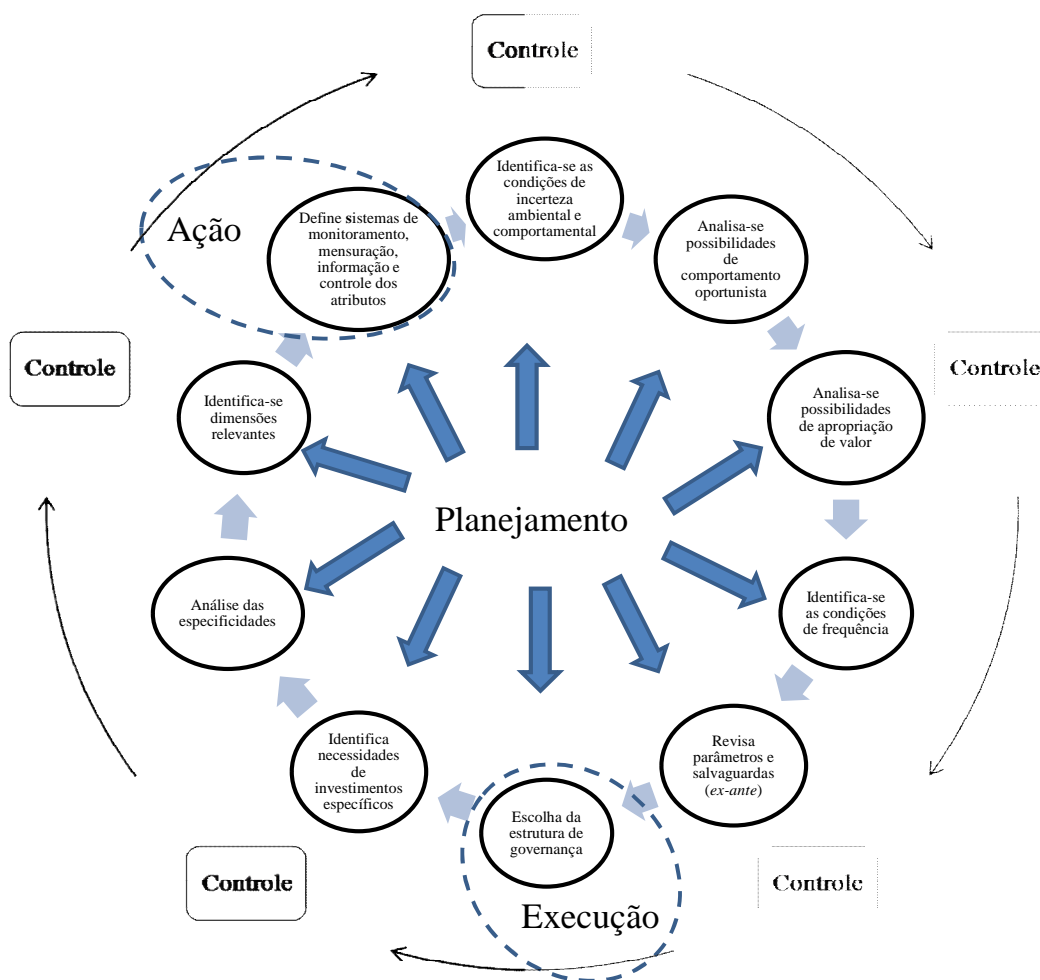 Controle
Identifica-se as
condições de
incerteza
ambiental e
comportamental
Ação
Define sistemas de
monitoramento,
mensuração,
informação e
controle dos
atributos
Analisa-se
possibilidades
de
comportamento
oportunista
Controle
Identifica-se
dimensões
relevantes
Analisa-se
possibilidades
de apropriação
de valor
Controle
Planejamento
Análise das
especificidades
Identifica-se
as condições
de frequência
Identifica
necessidades
de
investimentos
específicos
Revisa
parâmetros e
salvaguardas
(ex-ante)
Escolha da
estrutura de
governança
Controle
Controle
Execução